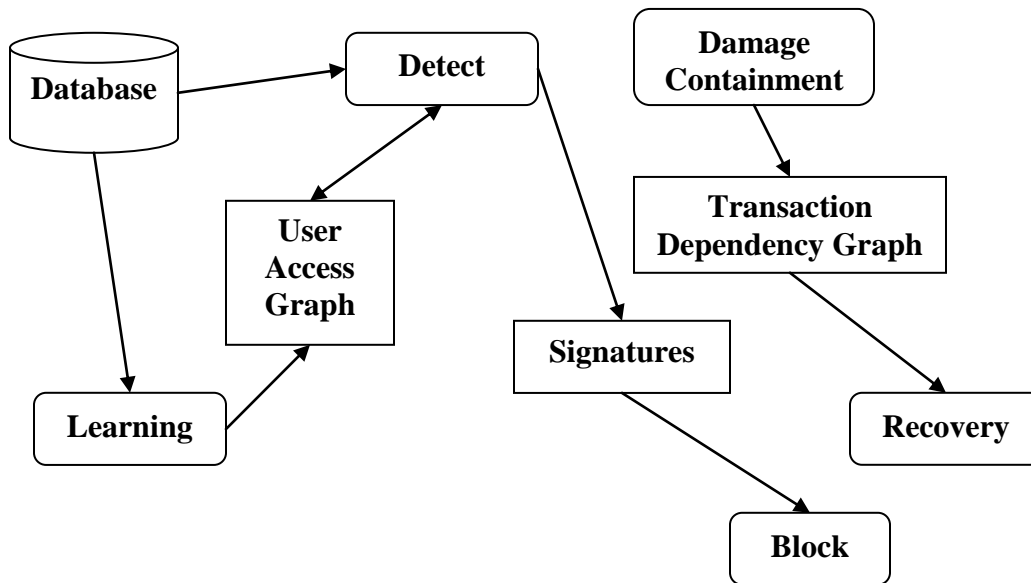 Database
Detect
Damage
Containment
User
Access
Graph
Transaction
Dependency Graph
Signatures
Learning
Recovery
Block